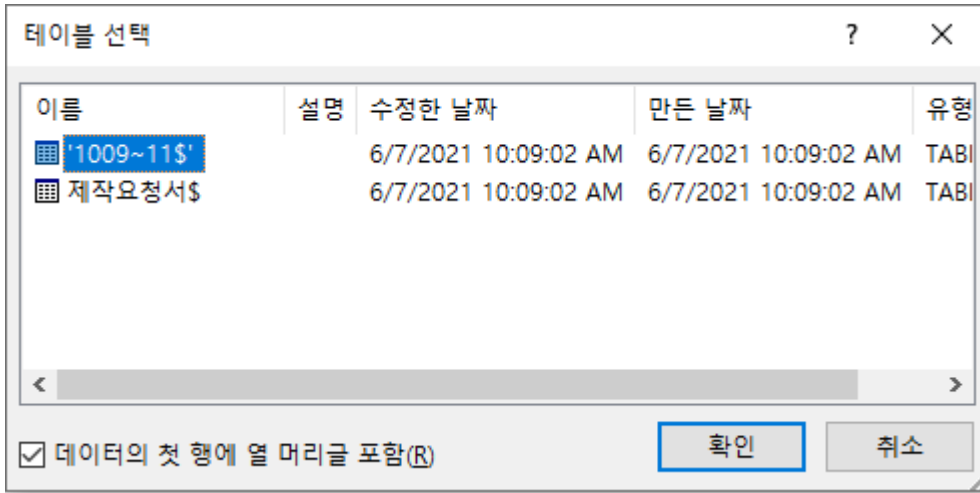 테이블 선택 ?
이름 설명 수정한 날짜 만든 날짜 유형
'1009~11$' 6/7/2021 10:09:02 AM 6/7/2021 10:09:02 AM TABL
제작요청서$ 6/7/2021 10:09:02 AM 6/7/2021 10:09:02 AM TABL
데이터의 첫 행에 열 머리글 포함(R) 확인 취소